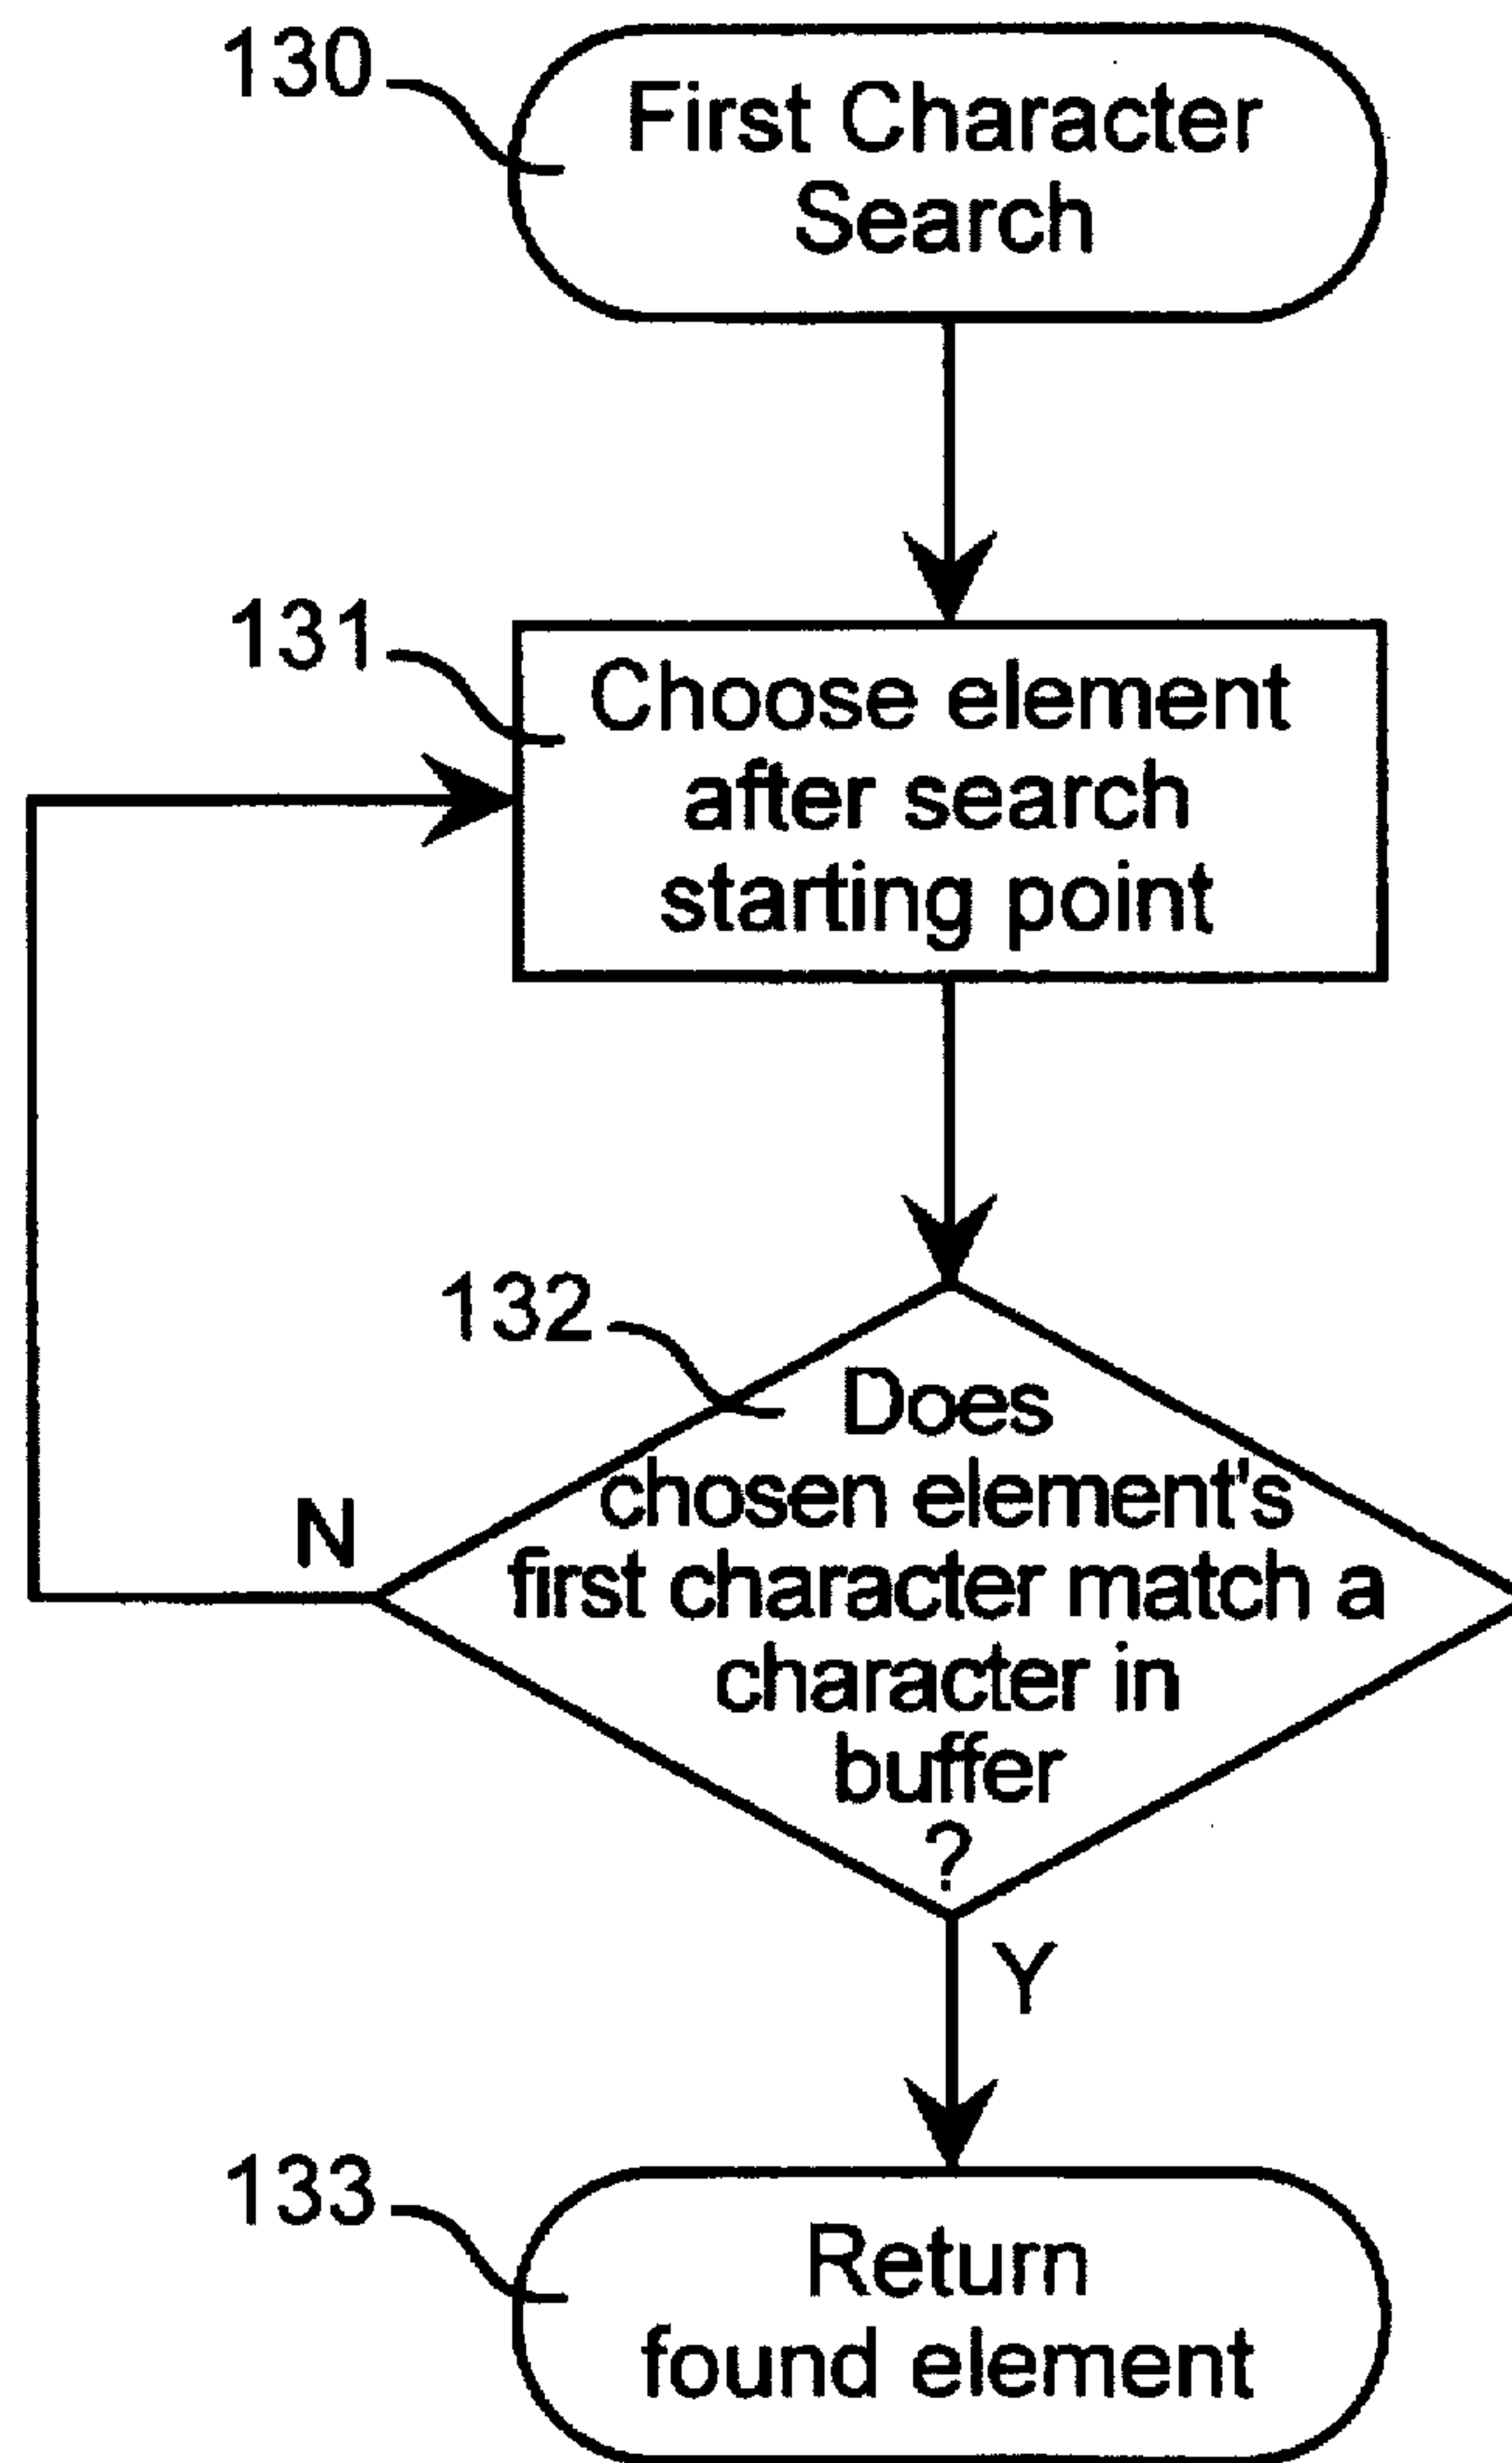 130
First Character
Search
131
Choose element
after search
starting point
132
Does
chosen element's
first character match a
character in
buffer
?
N
Y
133
Return
found element